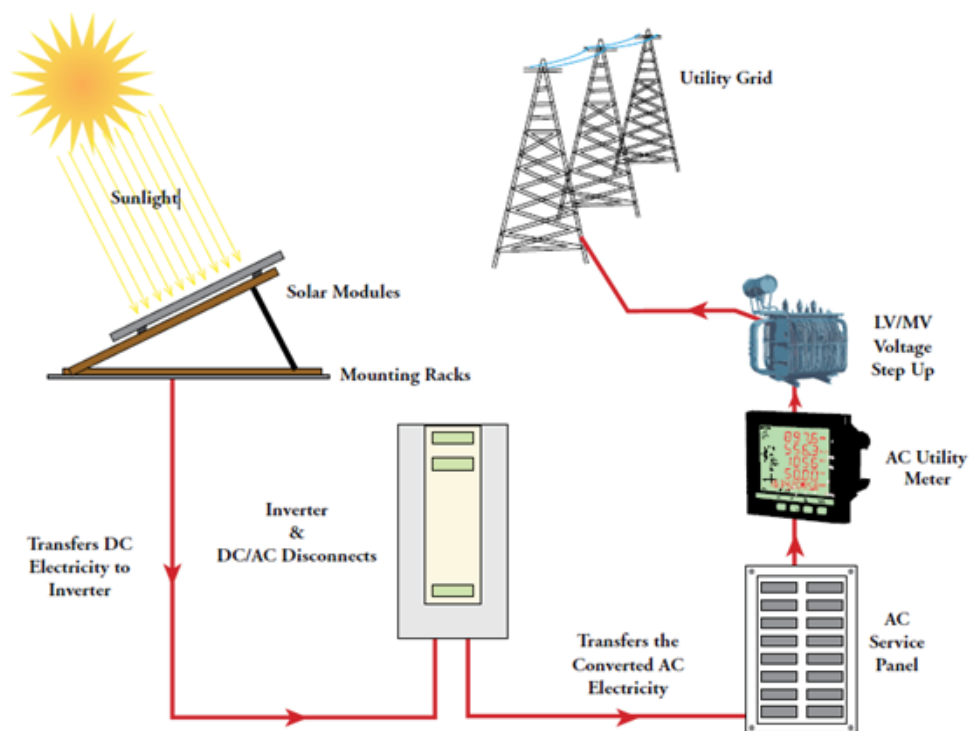 Utility Grid
Sunlight
Solar Modules
Mounting Racks
LV/MV
Voltage
Step Up
AC Utility
Meter
Inverter
&
DC/AC Disconnects
Transfers DC
Electricity to
Inverter
Transfers the
Converted AC
Electricity
AC
Service
Panel